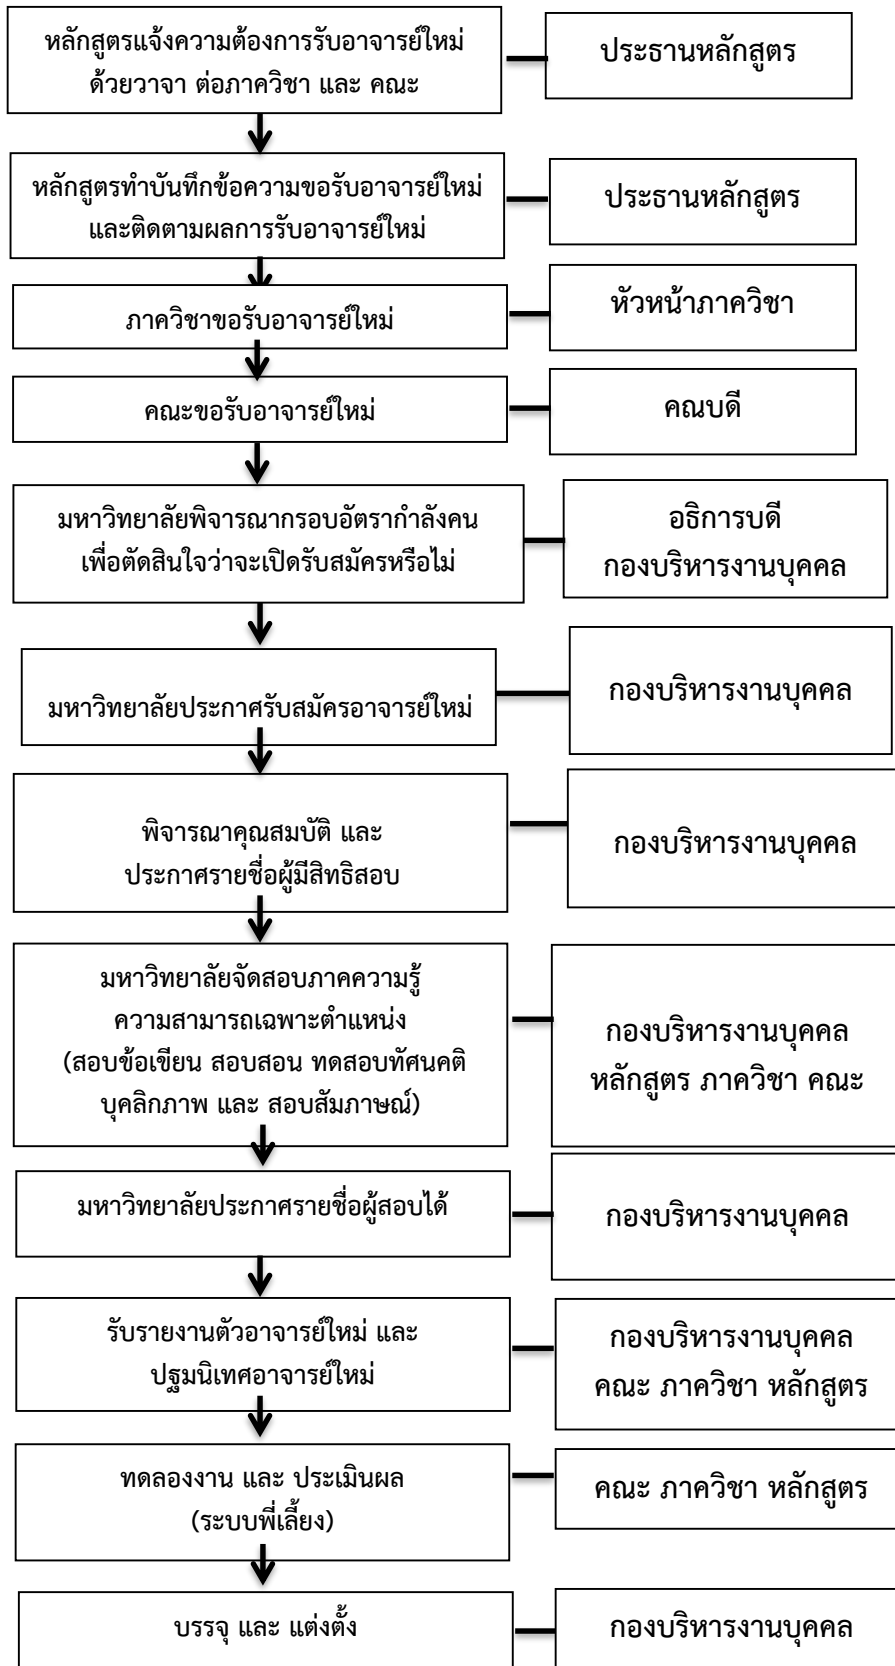 หลักสูตรแจ้งความต้องการรับอาจารย์ใหม่
ด้วยวาจา ต่อภาควิชา และ คณะ
ประธานหลักสูตร
หลักสูตรทำบันทึกข้อความขอรับอาจารย์ใหม่
และติดตามผลการรับอาจารย์ใหม่
ประธานหลักสูตร
ภาควิชาขอรับอาจารย์ใหม่
หัวหน้าภาควิชา
คณะขอรับอาจารย์ใหม่
คณบดี
มหาวิทยาลัยพิจารณากรอบอัตรากำลังคน
เพื่อตัดสินใจว่าจะเปิดรับสมัครหรือไม่
อธิการบดี
กองบริหารงานบุคคล
มหาวิทยาลัยประกาศรับสมัครอาจารย์ใหม่
กองบริหารงานบุคคล
พิจารณาคุณสมบัติ และ
ประกาศรายชื่อผู้มีสิทธิสอบ
กองบริหารงานบุคคล
มหาวิทยาลัยจัดสอบภาคความรู้
ความสามารถเฉพาะตำแหน่ง
(สอบข้อเขียน สอบสอน ทดสอบทัศนคติ
บุคลิกภาพ และ สอบสัมภาษณ์)
กองบริหารงานบุคคล
หลักสูตร ภาควิชา คณะ
มหาวิทยาลัยประกาศรายชื่อผู้สอบได้
กองบริหารงานบุคคล
รับรายงานตัวอาจารย์ใหม่ และ
ปฐมนิเทศอาจารย์ใหม่
กองบริหารงานบุคคล
คณะ ภาควิชา หลักสูตร
ทดลองงาน และ ประเมินผล
(ระบบพี่เลี้ยง)
คณะ ภาควิชา หลักสูตร
บรรจุ และ แต่งตั้ง
กองบริหารงานบุคคล